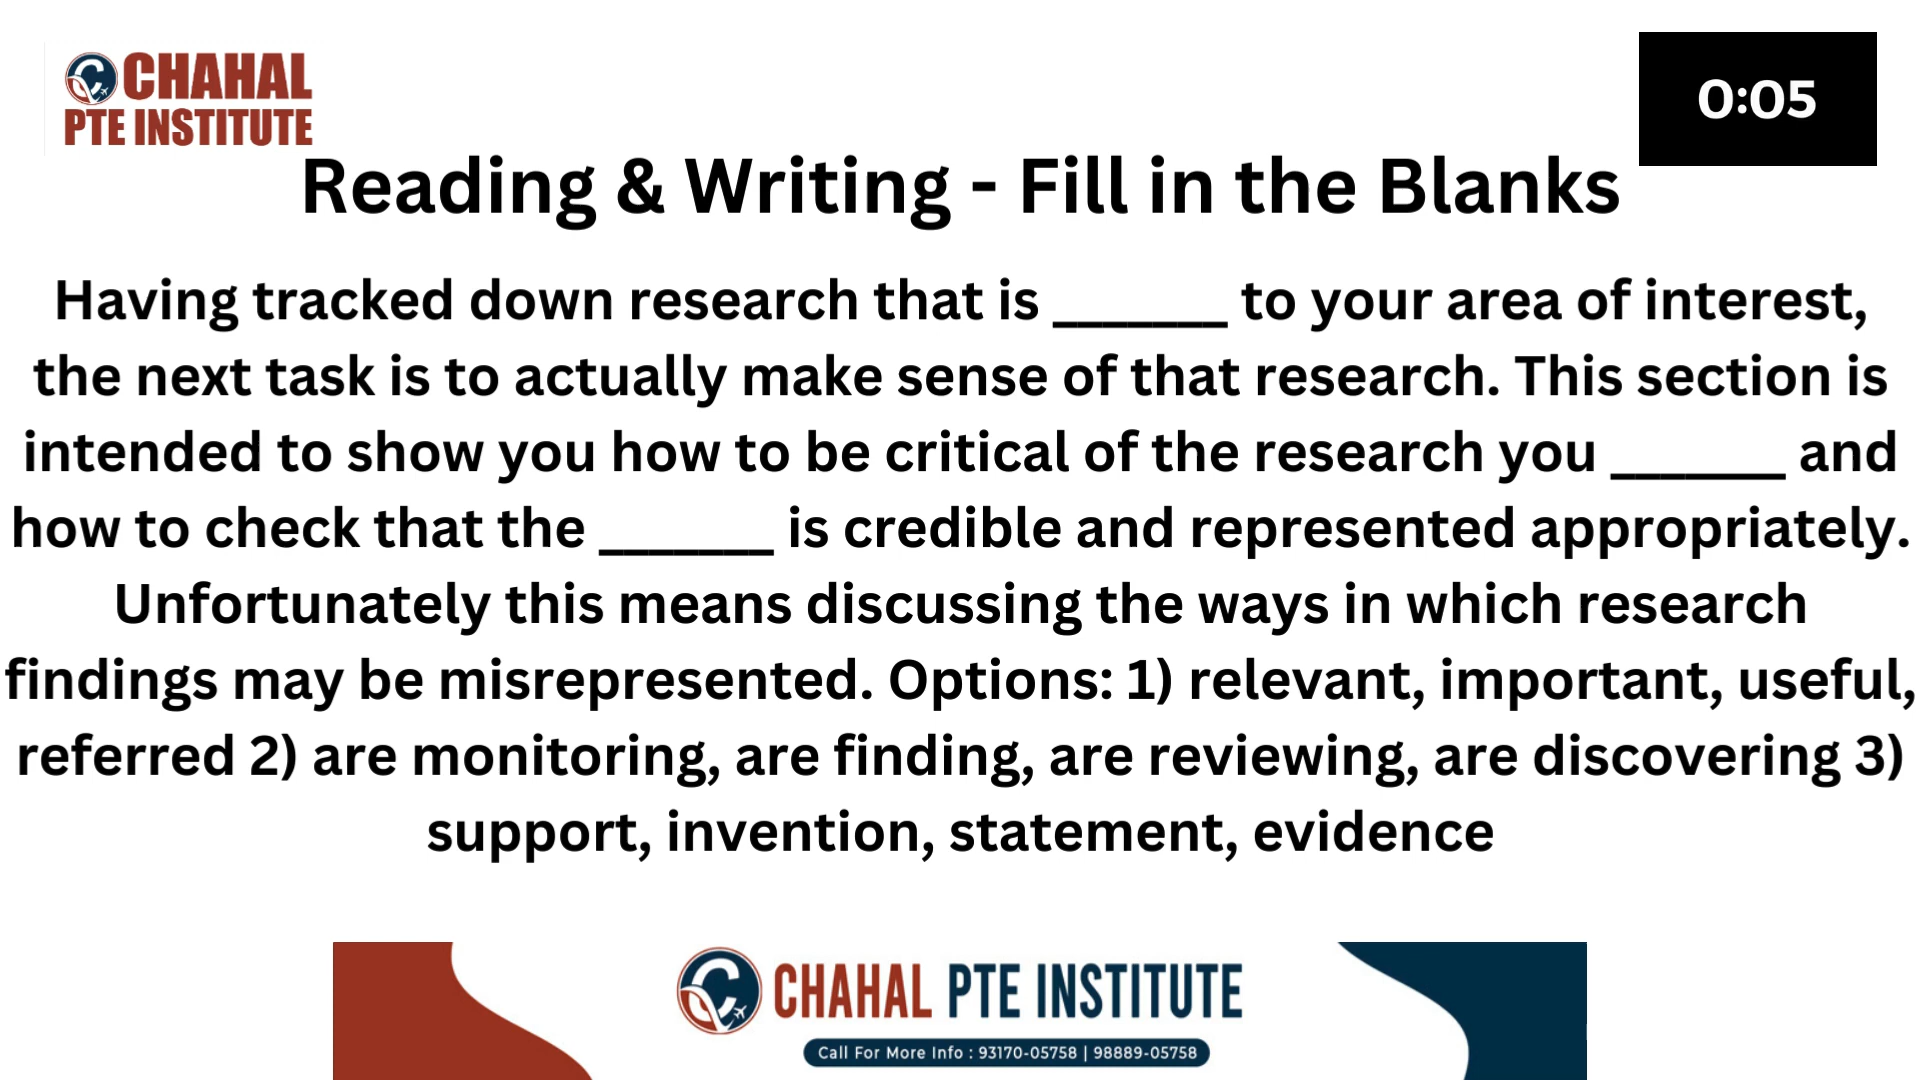 CHAHAL
PTE INSTITUTE
0:05
Reading & Writing - Fill in the Blanks
Having tracked down research that is _______ to your area of interest,
the next task is to actually make sense of that research. This section is
intended to show you how to be critical of the research you _______ and
how to check that the _______ is credible and represented appropriately.
Unfortunately this means discussing the ways in which research
findings may be misrepresented. Options: 1) relevant, important, useful,
referred 2) are monitoring, are finding, are reviewing, are discovering 3)
support, invention, statement, evidence
CHAHAL PTE INSTITUTE
Call For More Info : 93170-05758 | 98889-05758